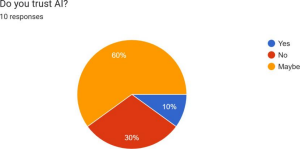 Do you trust AI?
10 responses
Yes
No
Maybe
60%
10%
30%